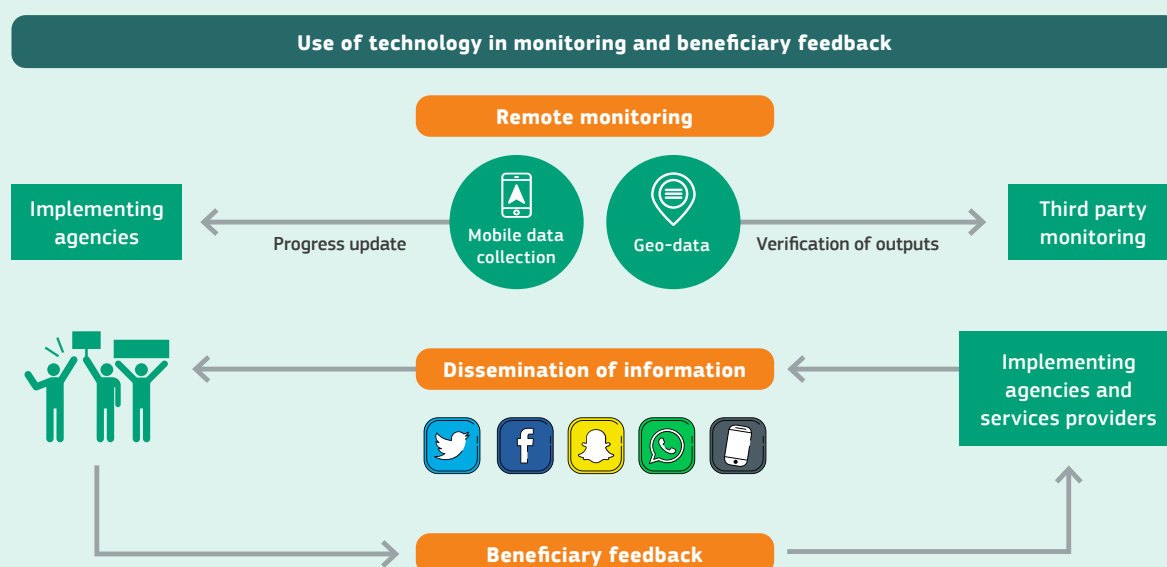 Use of technology in monitoring and beneficiary feedback
Remote monitoring
Implementing
agencies
Progress update
Mobile data
collection
Geo-data
Verification of outputs
Third party
monitoring
Dissemination of information
Implementing
agencies and
services providers
f
Beneficiary feedback